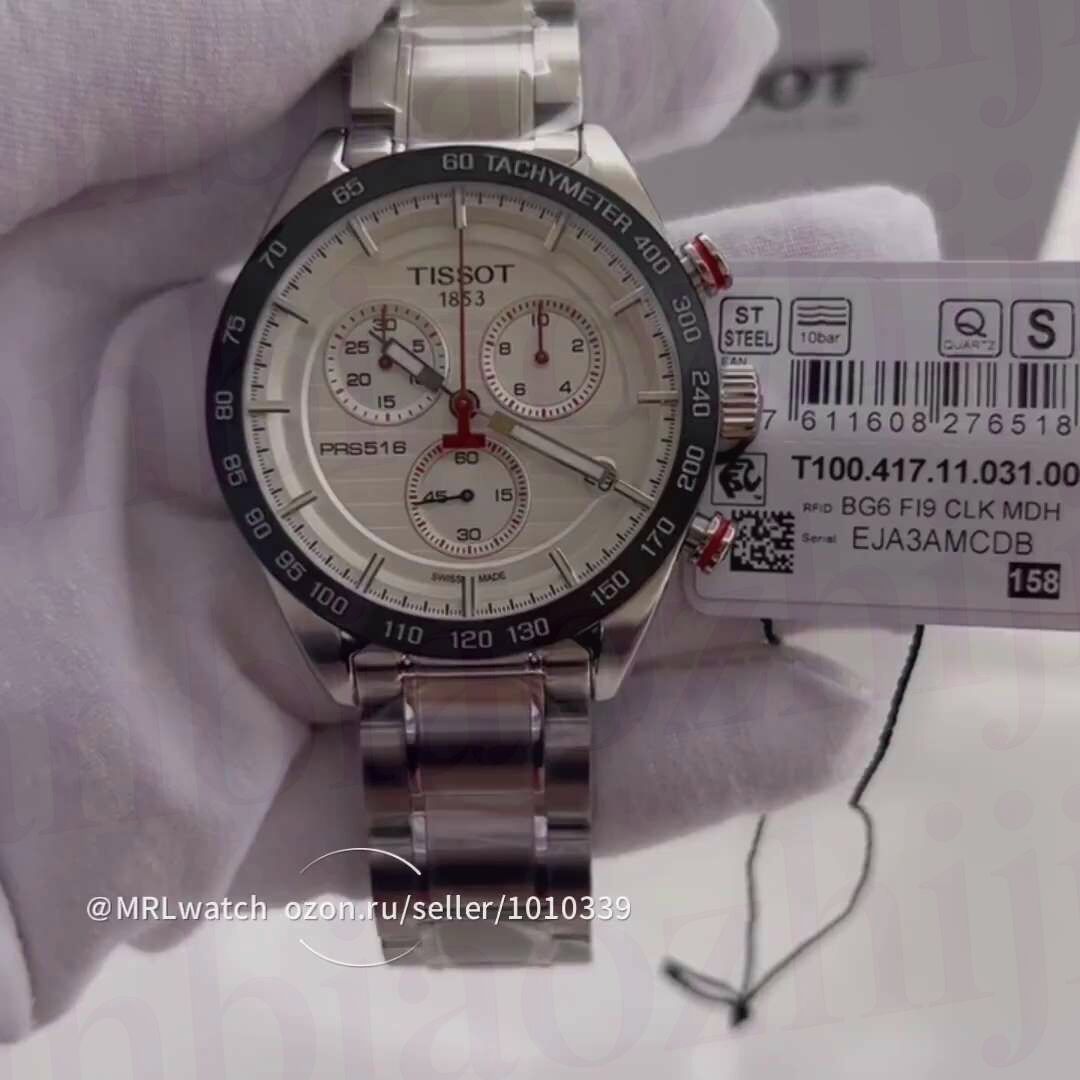 SSOT
60 TACHYMETER 400 300 240 200 170 150 130 120 110 100 95 90 85 80 75 70 65
TISSOT
1853
30 5 10 15 20 25
10 2 4 6 8
PRS516
60 15 30 45
20
SWISS MADE
ST STEEL
10bar
Q QUARTZ
S
EAN
7 611608 276518
T100.417.11.031.00
RFID BG6 FI9 CLK MDH
Serial EJA3AMCDB
158
@MRLwatch ozon.ru/seller/1010339